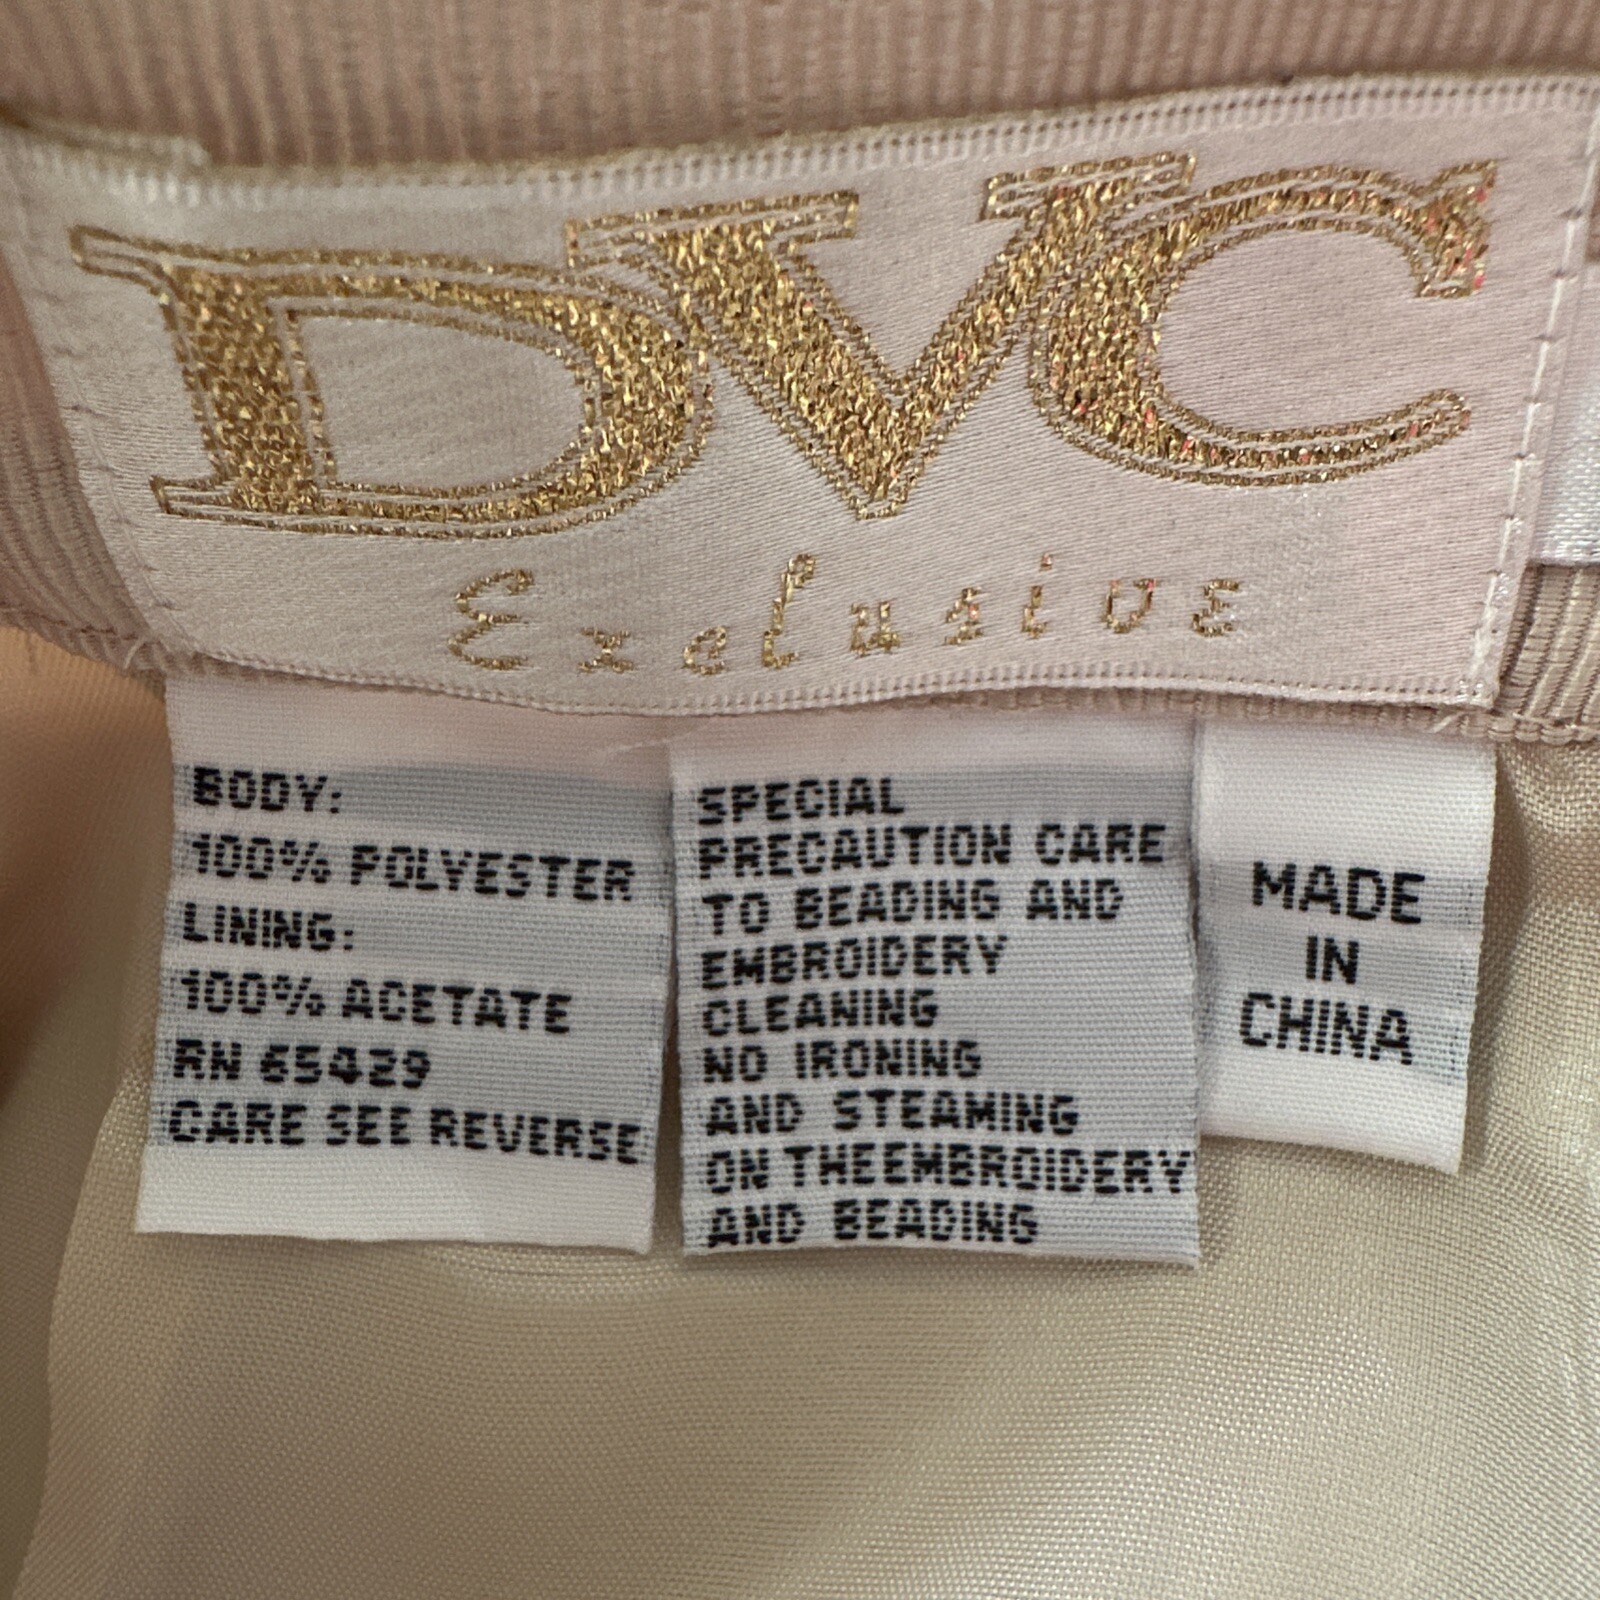 DVC
Exclusive
BODY:
100% POLYESTER
LINING:
100% ACETATE
RN 65429
CARE SEE REVERSE
SPECIAL
PRECAUTION CARE
TO BEADING AND
EMBROIDERY
CLEANING
NO IRONING
AND STEAMING
ON THEEMBROIDERY
AND BEADING
MADE
IN
CHINA